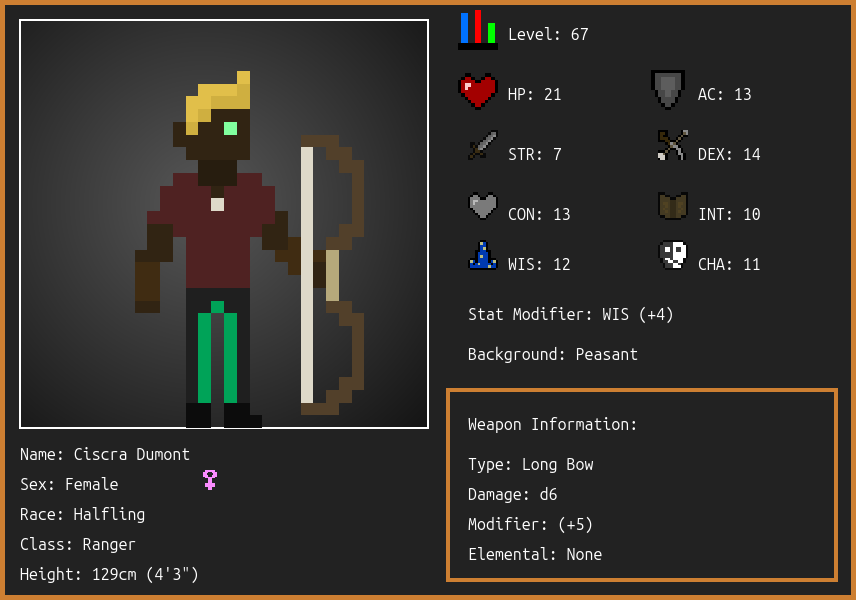 Level: 67
HP: 21
AC: 13
STR: 7
DEX: 14
CON: 13
INT: 10
WIS: 12
CHA: 11
Stat Modifier: WIS (+4)
Background: Peasant
Weapon Information:
Type: Long Bow
Damage: d6
Modifier: (+5)
Elemental: None
Name: Ciscra Dumont
Sex: Female
Race: Halfling
Class: Ranger
Height: 129cm (4'3")